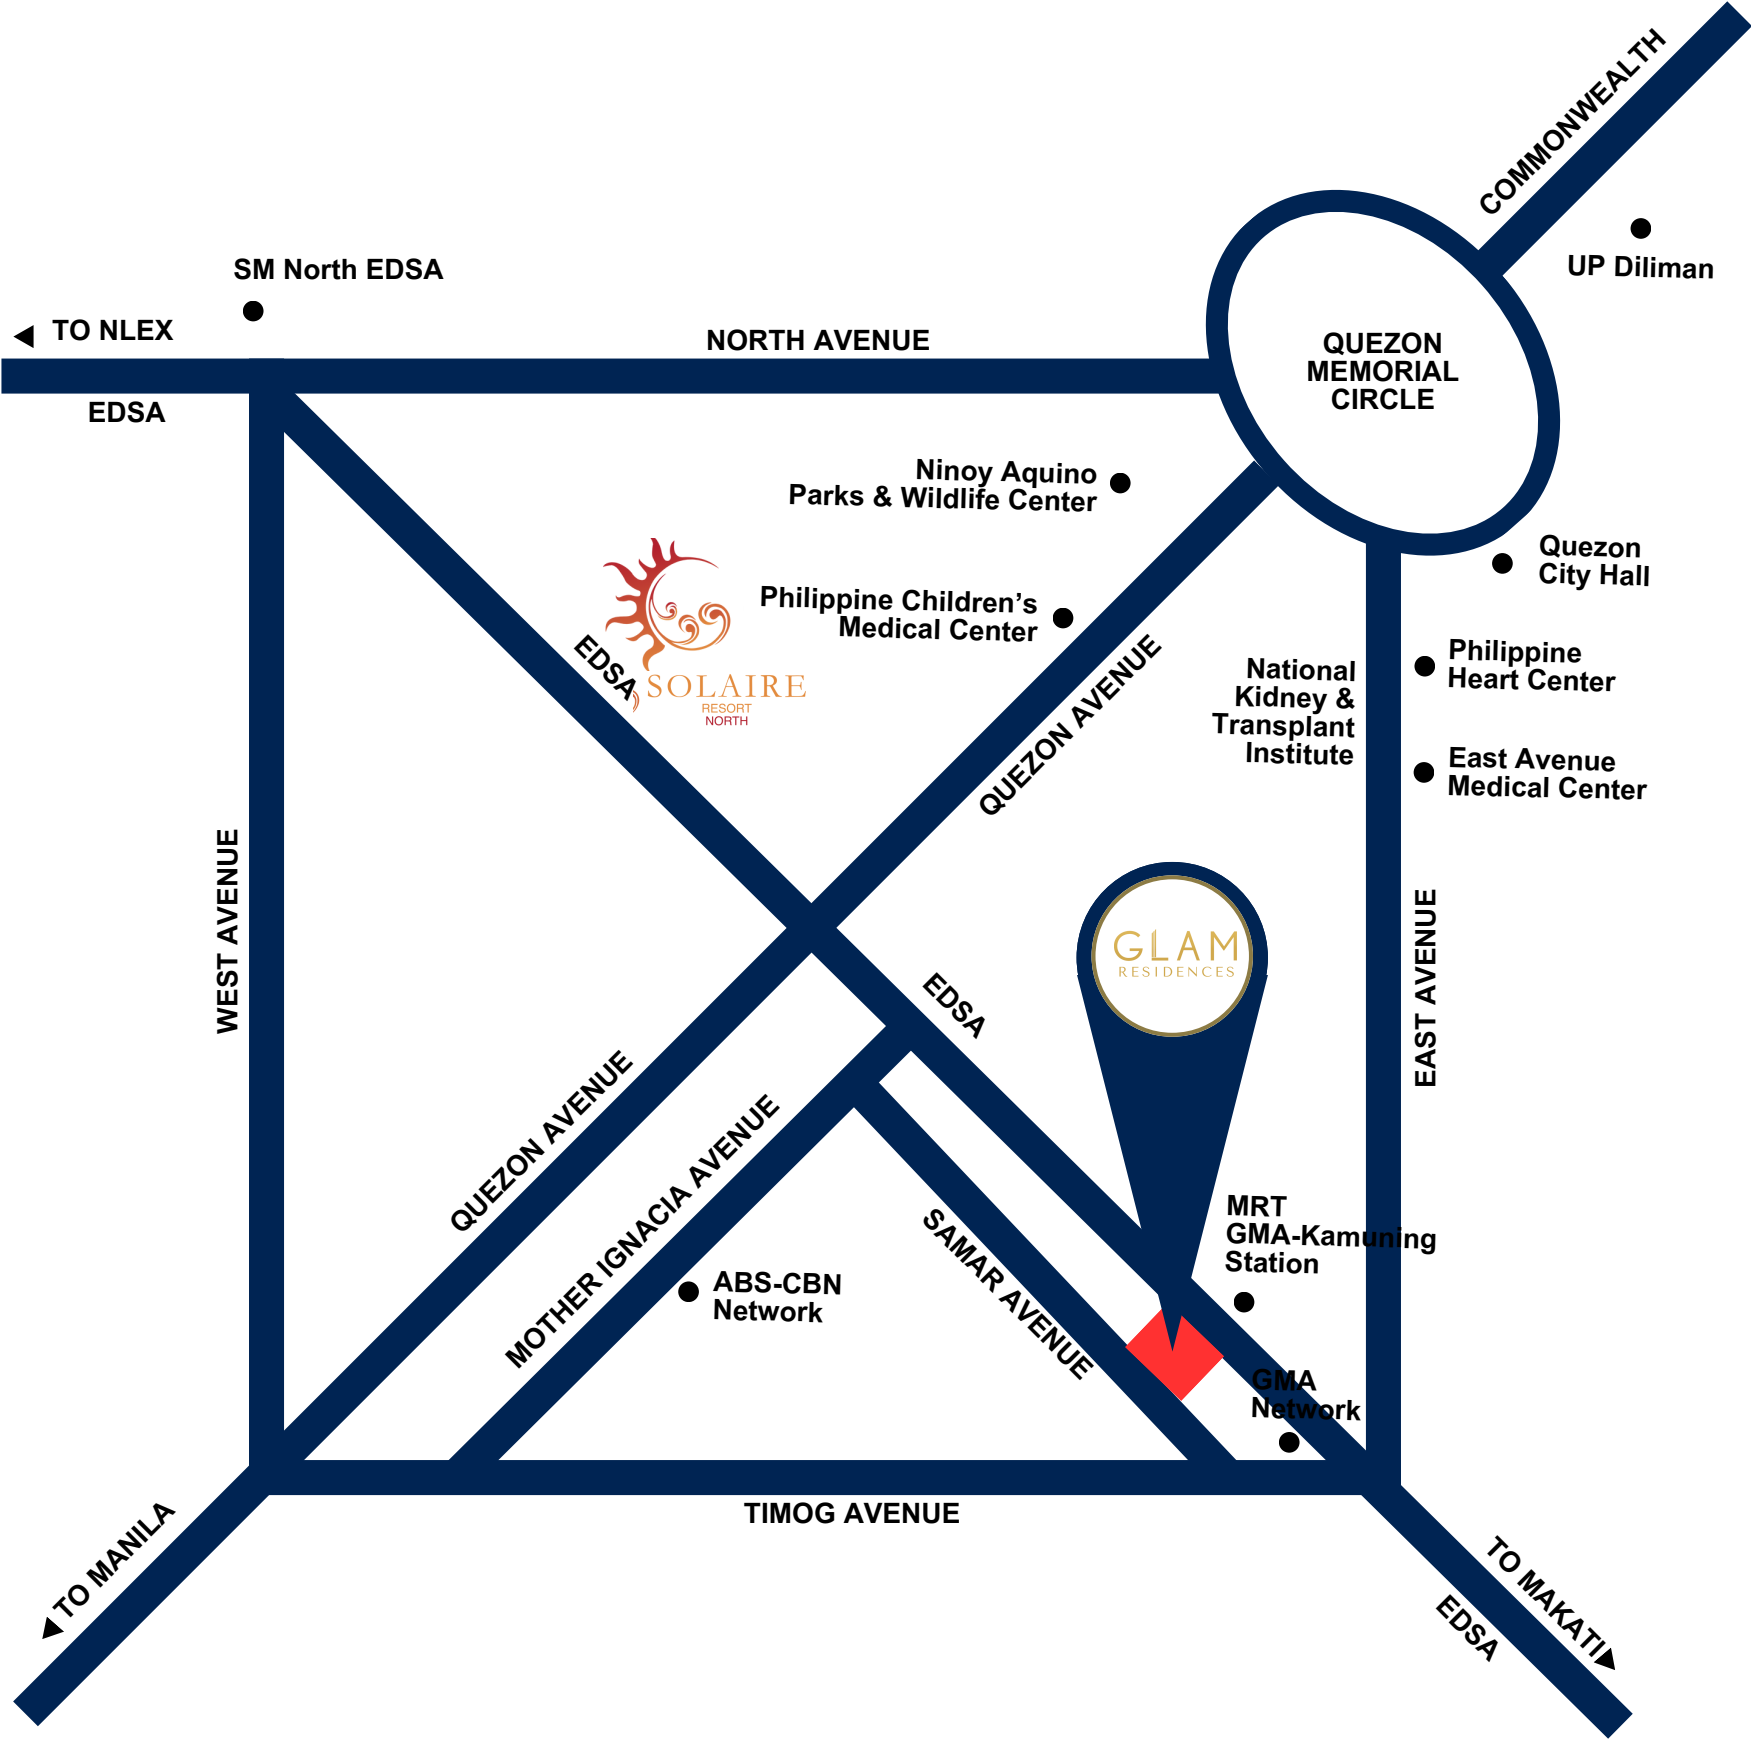 COMMONWEALTH
UP Diliman
SM North EDSA
TO NLEX
NORTH AVENUE
EDSA
QUEZON
MEMORIAL
CIRCLE
Ninoy Aquino
Parks & Wildlife Center
Quezon
City Hall
Philippine Children’s
Medical Center
EDSA
SOLAIRE
RESORT
NORTH
QUEZON AVENUE
National
Kidney &
Transplant
Institute
Philippine
Heart Center
East Avenue
Medical Center
WEST AVENUE
EAST AVENUE
GLAM
RESIDENCES
EDSA
QUEZON AVENUE
MOTHER IGNACIA AVENUE
SAMAR AVENUE
MRT
GMA-Kamuning
Station
ABS-CBN
Network
GMA
Network
TIMOG AVENUE
TO MANILA
TO MAKATI
EDSA